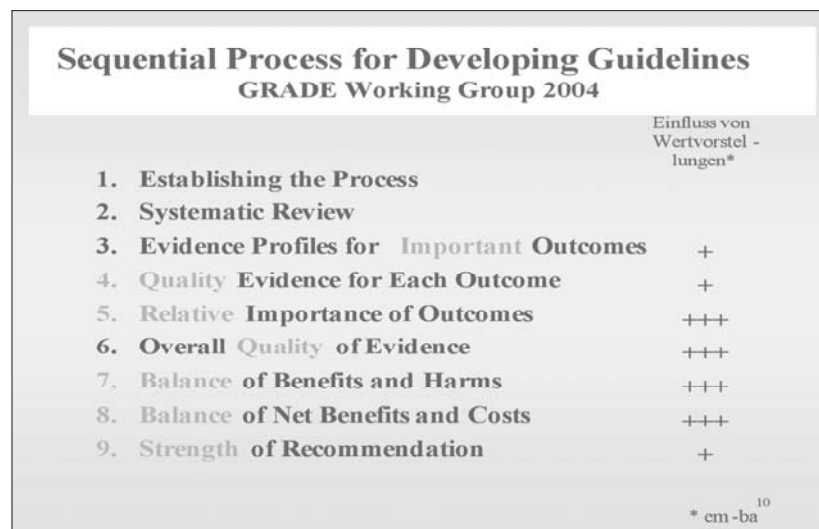 Sequential Process for Developing Guidelines
GRADE Working Group 2004
Einfluss von
Wertvorstel -
lungen*
1. Establishing the Process
2. Systematic Review
3. Evidence Profiles for Important Outcomes +
4. Quality Evidence for Each Outcome +
5. Relative Importance of Outcomes +++
6. Overall Quality of Evidence +++
7. Balance of Benefits and Harms +++
8. Balance of Net Benefits and Costs +++
9. Strength of Recommendation +
* em -ba 10